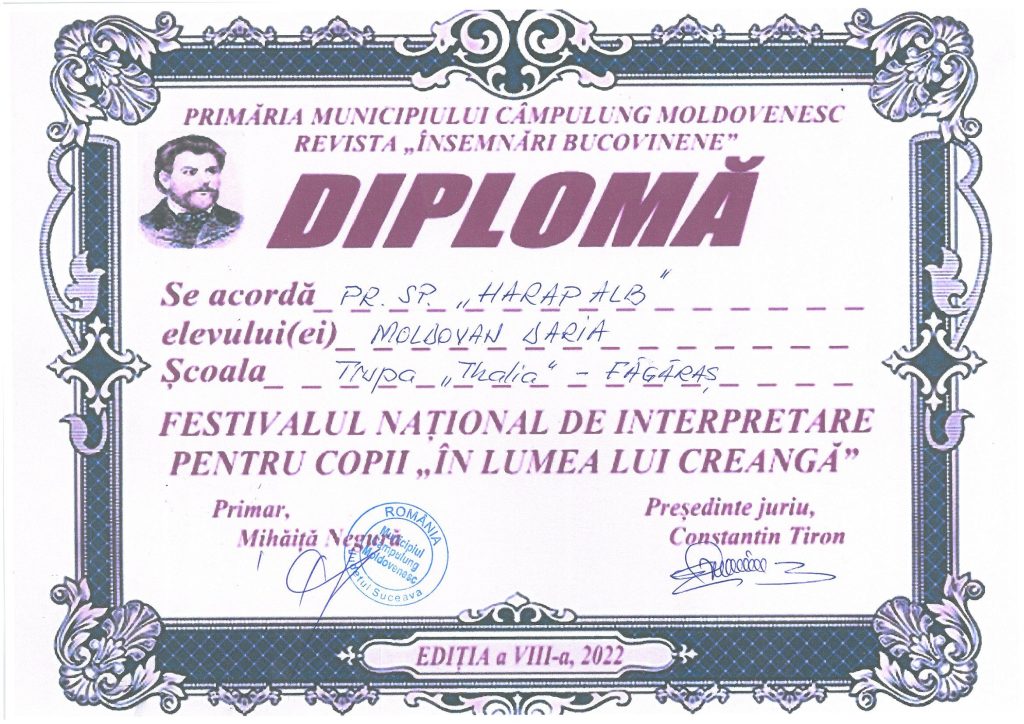 PRIMĂRIA MUNICIPIULUI CÂMPULUNG MOLDOVENESC
REVISTA „ÎNSEMNĂRI BUCOVINENE”
DIPLOMĂ
Se acordă PR. SP. „HARAP ALB”
elevului(ei) MOLDOVAN DARIA
Școala Trupa „Thalia” - FĂGĂRAȘ
FESTIVALUL NAȚIONAL DE INTERPRETARE
PENTRU COPII „ÎN LUMEA LUI CREANGĂ”
Primar,
Mihăiță Negură
Președinte juriu,
Constantin Tiron
ROMÂNIA
Municipiul
Câmpulung
Moldovenesc
Județul Suceava
EDIȚIA a VIII-a, 2022